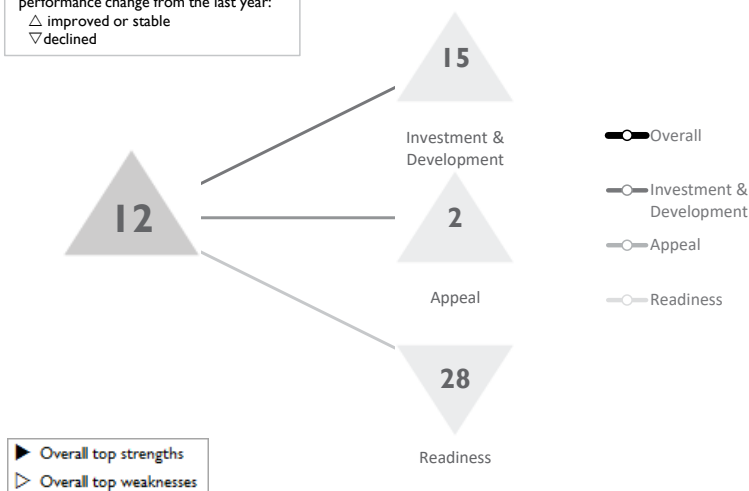 performance change from the last year:
△ improved or stable
▽ declined
15
Investment &
Development
12
2
Appeal
28
Readiness
Overall
Investment &
Development
Appeal
Readiness
▶ Overall top strengths
▷ Overall top weaknesses